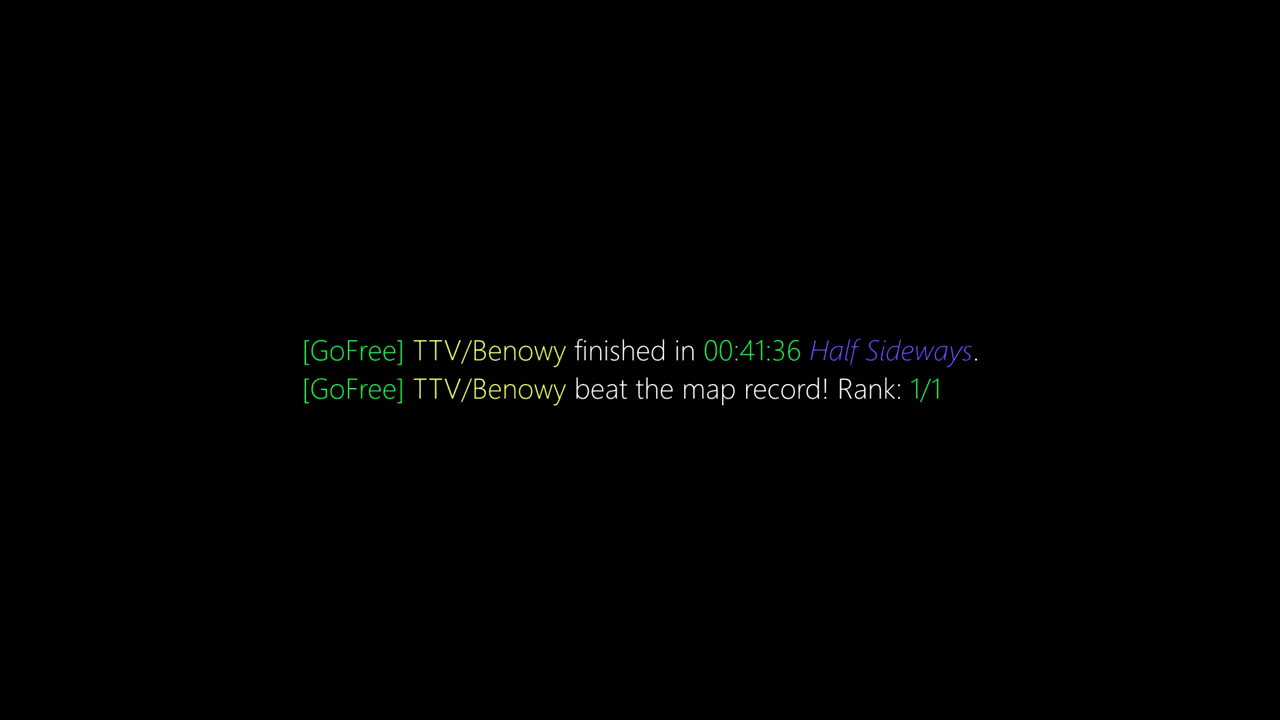 [GoFree] TTV/Benowy finished in 00:41:36 Half Sideways.
[GoFree] TTV/Benowy beat the map record! Rank: 1/1